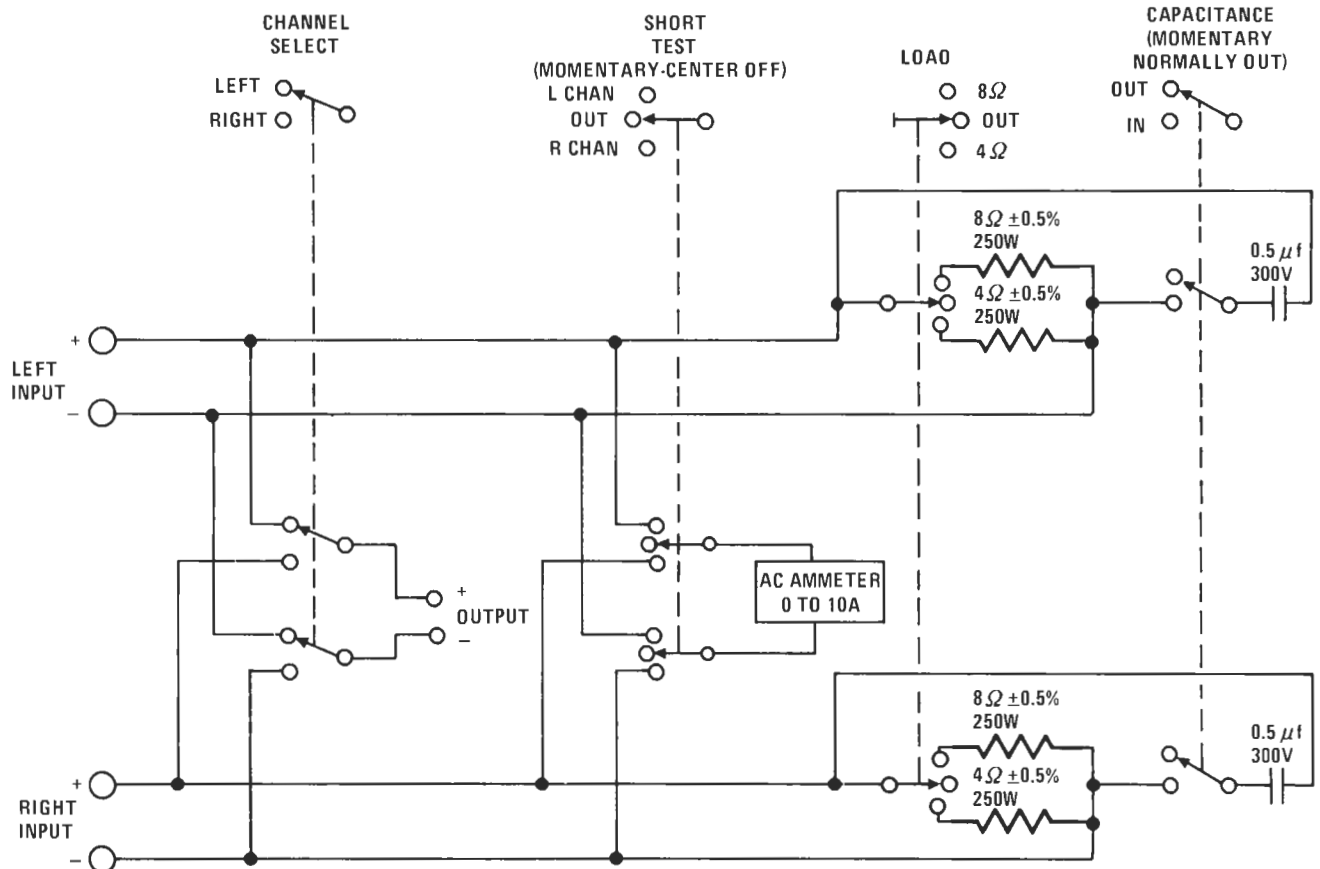 CHANNEL
SELECT
LEFT
RIGHT
SHORT
TEST
(MOMENTARY-CENTER OFF)
L CHAN
OUT
R CHAN
LOAO
8Ω
OUT
4Ω
CAPACITANCE
(MOMENTARY
NORMALLY OUT)
OUT
IN
8Ω ±0.5%
250W
4Ω ±0.5%
250W
0.5 μf
300V
+
LEFT
INPUT
−
+
OUTPUT
−
AC AMMETER
0 TO 10A
8Ω ±0.5%
250W
4Ω ±0.5%
250W
0.5 μf
300V
+
RIGHT
INPUT
−